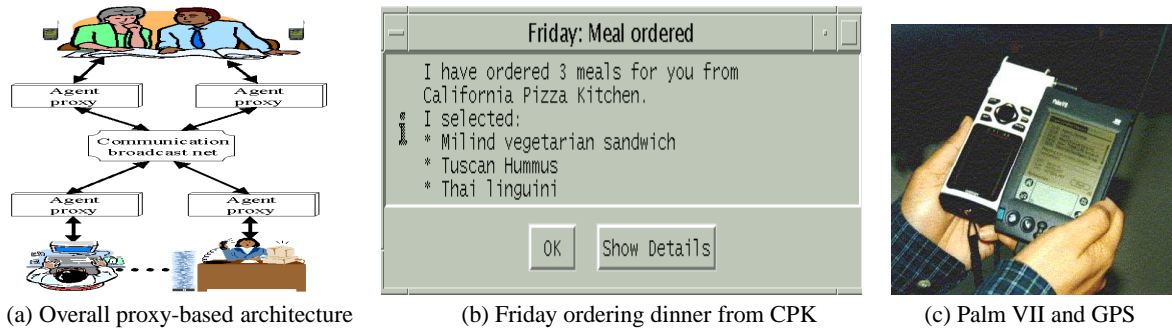 Agent
proxy
Agent
proxy
Communication
broadcast net
Agent
proxy
Agent
proxy
(a) Overall proxy-based architecture
Friday: Meal ordered
I have ordered 3 meals for you from
California Pizza Kitchen.
I selected:
* Milind vegetarian sandwich
* Tuscan Hummus
* Thai linguini
OK
Show Details
(b) Friday ordering dinner from CPK
(c) Palm VII and GPS